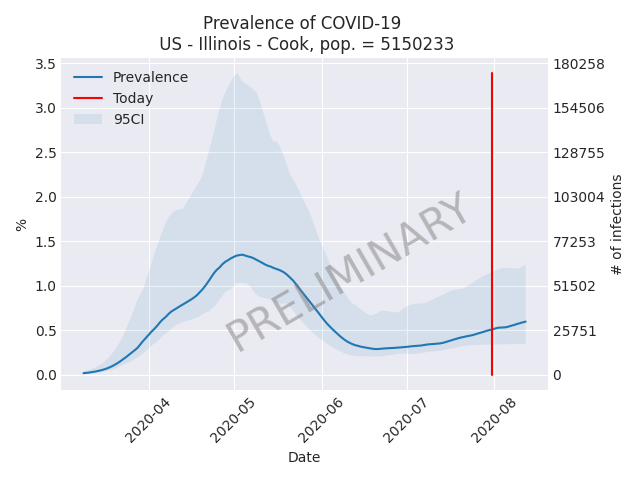 Prevalence of COVID-19
US - Illinois - Cook, pop. = 5150233
Prevalence
Today
95CI
3.5
3.0
2.5
2.0
1.5
1.0
0.5
0.0
%
180258
154506
128755
103004
77253
51502
25751
0
# of infections
PRELIMINARY
2020-04
2020-05
2020-06
2020-07
2020-08
Date